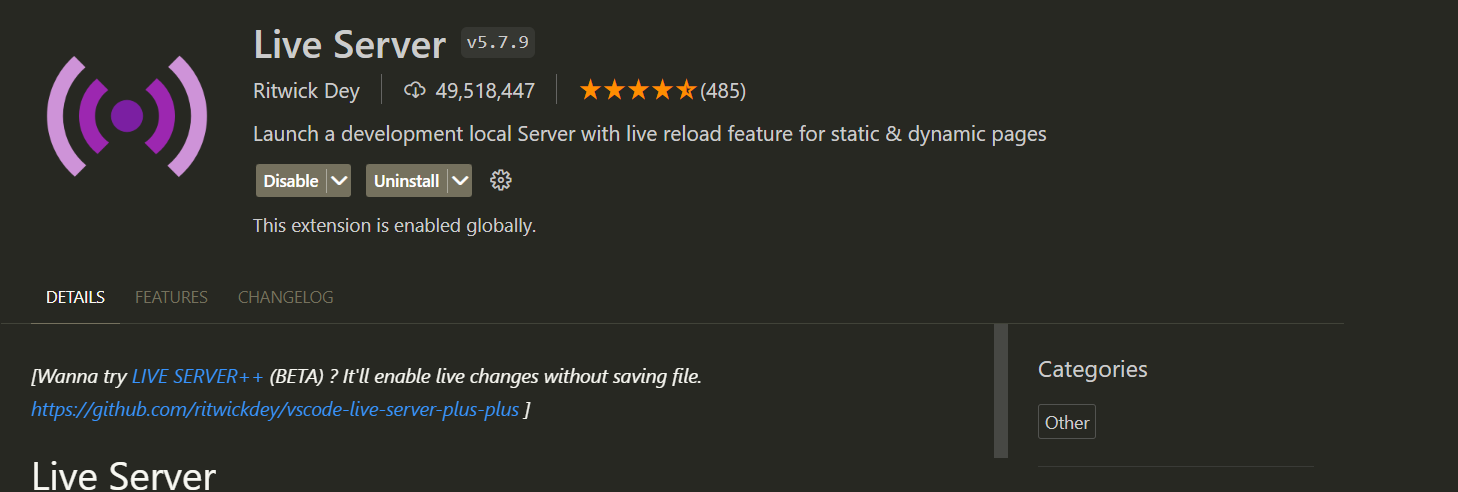 Live Server v5.7.9
Ritwick Dey 49,518,447 (485)
Launch a development local Server with live reload feature for static & dynamic pages
Disable Uninstall
This extension is enabled globally.
DETAILS FEATURES CHANGELOG
[Wanna try LIVE SERVER++ (BETA) ? It'll enable live changes without saving file.
https://github.com/ritwickdey/vscode-live-server-plus-plus ]
Live Server
Categories
Other